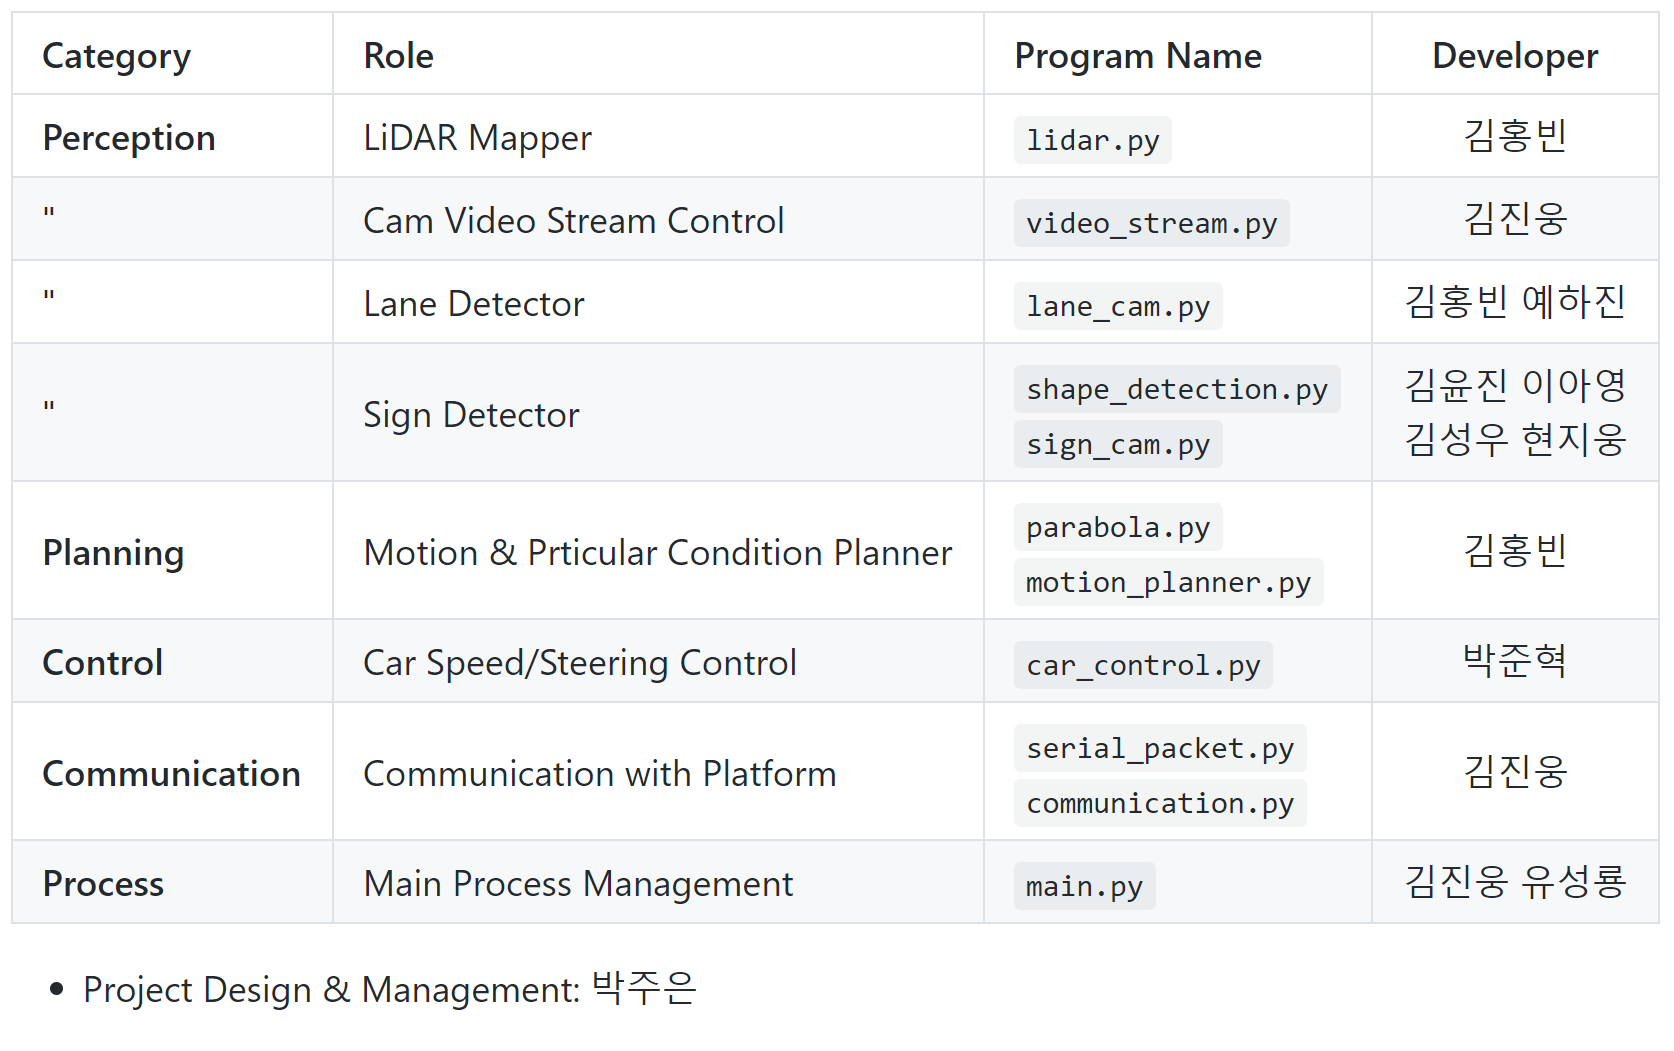 Category Role Program Name Developer
Perception LiDAR Mapper lidar.py 김홍빈
" Cam Video Stream Control video_stream.py 김진웅
" Lane Detector lane_cam.py 김홍빈 예하진
" Sign Detector shape_detection.py 김윤진 이아영
sign_cam.py 김성우 현지웅
Planning Motion & Prticular Condition Planner parabola.py 김홍빈
motion_planner.py
Control Car Speed/Steering Control car_control.py 박준혁
Communication Communication with Platform serial_packet.py 김진웅
communication.py
Process Main Process Management main.py 김진웅 유성룡
• Project Design & Management: 박주은